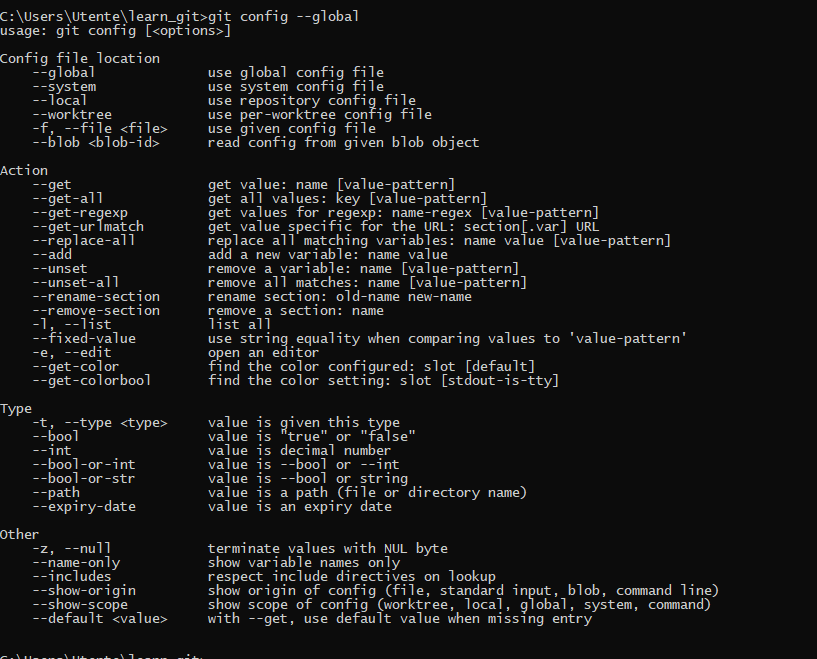 C:\Users\Utente\learn_git>git config --global
usage: git config [<options>]
Config file location
--global use global config file
--system use system config file
--local use repository config file
--worktree use per-worktree config file
-f, --file <file> use given config file
--blob <blob-id> read config from given blob object
Action
--get get value: name [value-pattern]
--get-all get all values: key [value-pattern]
--get-regexp get values for regexp: name-regex [value-pattern]
--get-urlmatch get value specific for the URL: section[.var] URL
--replace-all replace all matching variables: name value [value-pattern]
--add add a new variable: name value
--unset remove a variable: name [value-pattern]
--unset-all remove all matches: name [value-pattern]
--rename-section rename section: old-name new-name
--remove-section remove a section: name
-l, --list list all
--fixed-value use string equality when comparing values to 'value-pattern'
-e, --edit open an editor
--get-color find the color configured: slot [default]
--get-colorbool find the color setting: slot [stdout-is-tty]
Type
-t, --type <type> value is given this type
--bool value is "true" or "false"
--int value is decimal number
--bool-or-int value is --bool or --int
--bool-or-str value is --bool or string
--path value is a path (file or directory name)
--expiry-date value is an expiry date
Other
-z, --null terminate values with NUL byte
--name-only show variable names only
--includes respect include directives on lookup
--show-origin show origin of config (file, standard input, blob, command line)
--show-scope show scope of config (worktree, local, global, system, command)
--default <value> with --get, use default value when missing entry
C:\Users\Utente\learn_git>